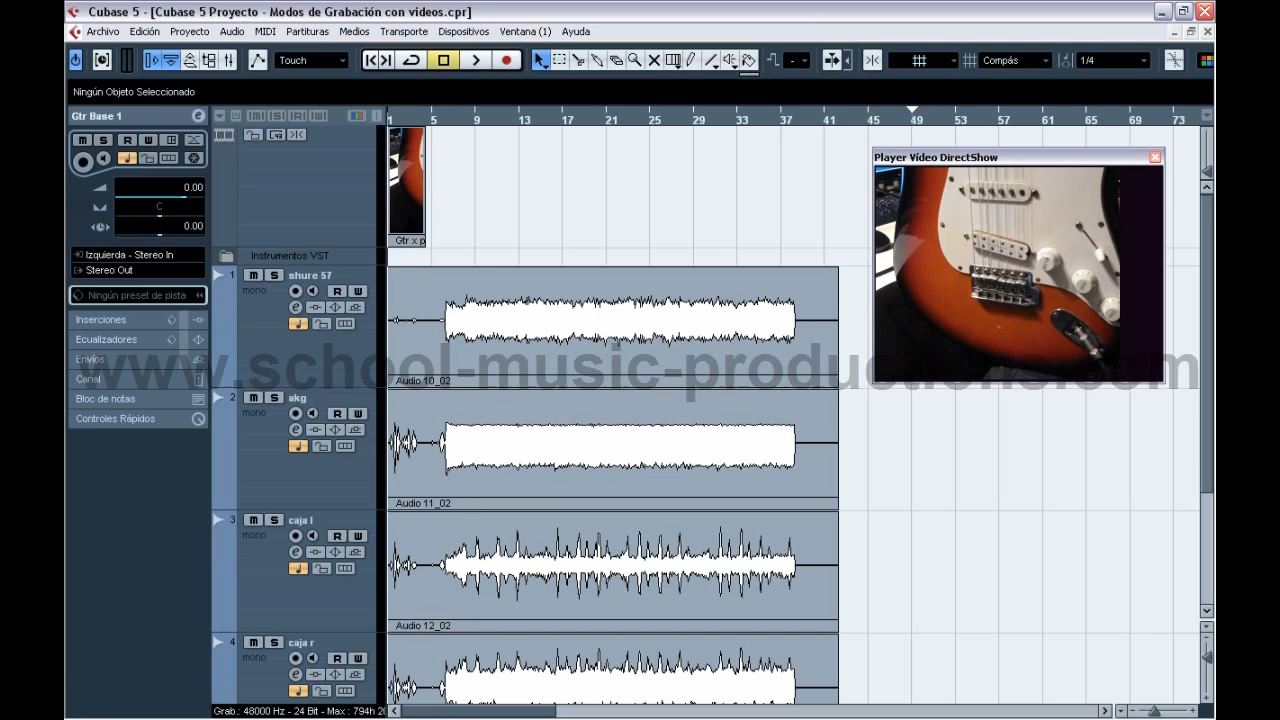 Cubase 5 - [Cubase 5 Proyecto - Modos de Grabación con videos.cpr]
Archivo Edición Proyecto Audio MIDI Partituras Medios Transporte Dispositivos Ventana (1) Ayuda
Touch - Compás 1/4
Ningún Objeto Seleccionado
Gtr Base 1
M S R W
0.00
C
0.00
Izquierda - Stereo In
Stereo Out
Ningún preset de pista
Inserciones
Ecualizadores
Envíos
Canal
Bloc de notas
Controles Rápidos
M S R W
1 5 9 13 17 21 25 29 33 37 41 45 49 53 57 61 65 69 73
Gtr x p
Player Vídeo DirectShow
Instrumentos VST
1 M S shure 57
mono R W
Audio 10_02
www.school-music-productions.com
2 M S akg
mono R W
Audio 11_02
3 M S caja l
mono R W
Audio 12_02
4 M S caja r
mono R W
Grab.: 48000 Hz - 24 Bit - Max : 794h 20